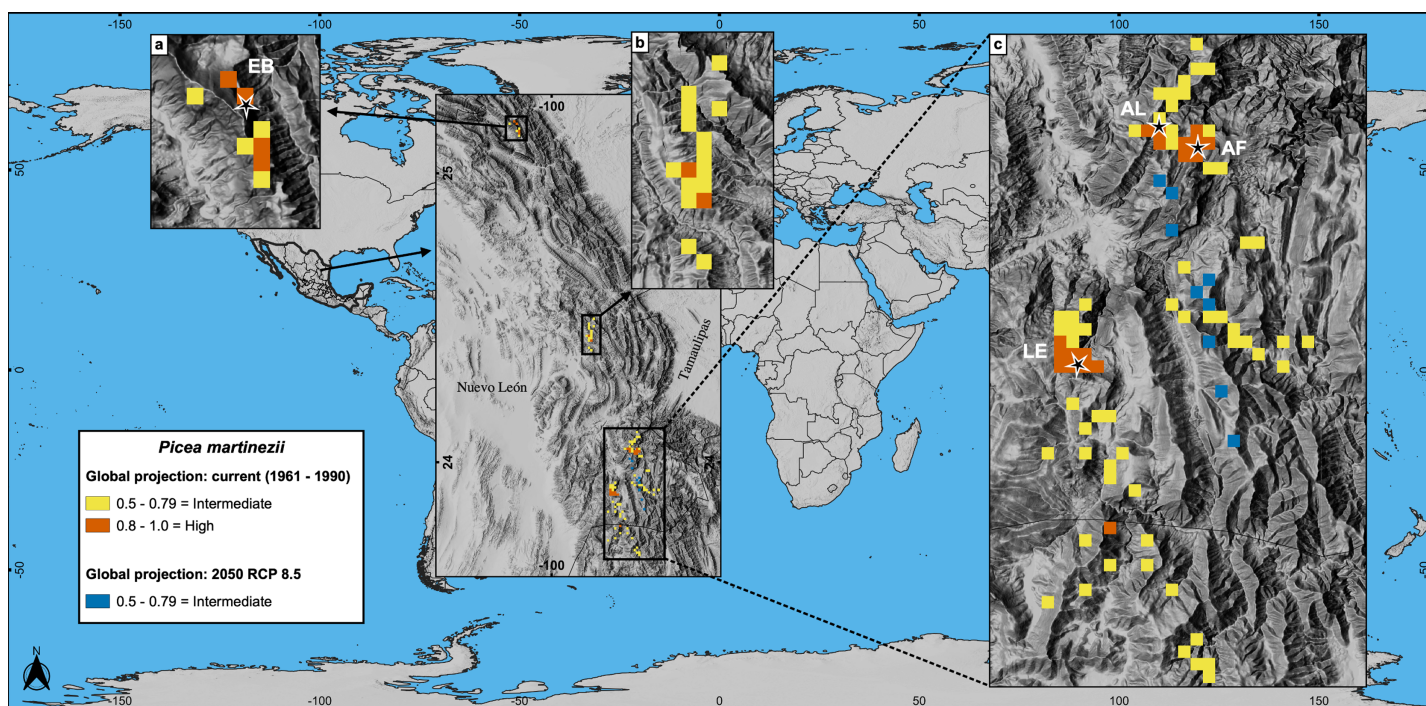 -150
-100
-50
0
50
100
150
a
EB
b
c
AL
AF
LE
-100
25
50
0
-50
Nuevo León
Tamaulipas
24
24
-100
Picea martinezii
Global projection: current (1961 - 1990)
0.5 - 0.79 = Intermediate
0.8 - 1.0 = High
Global projection: 2050 RCP 8.5
0.5 - 0.79 = Intermediate
N
50
0
-50
-150
-100
-50
0
50
100
150